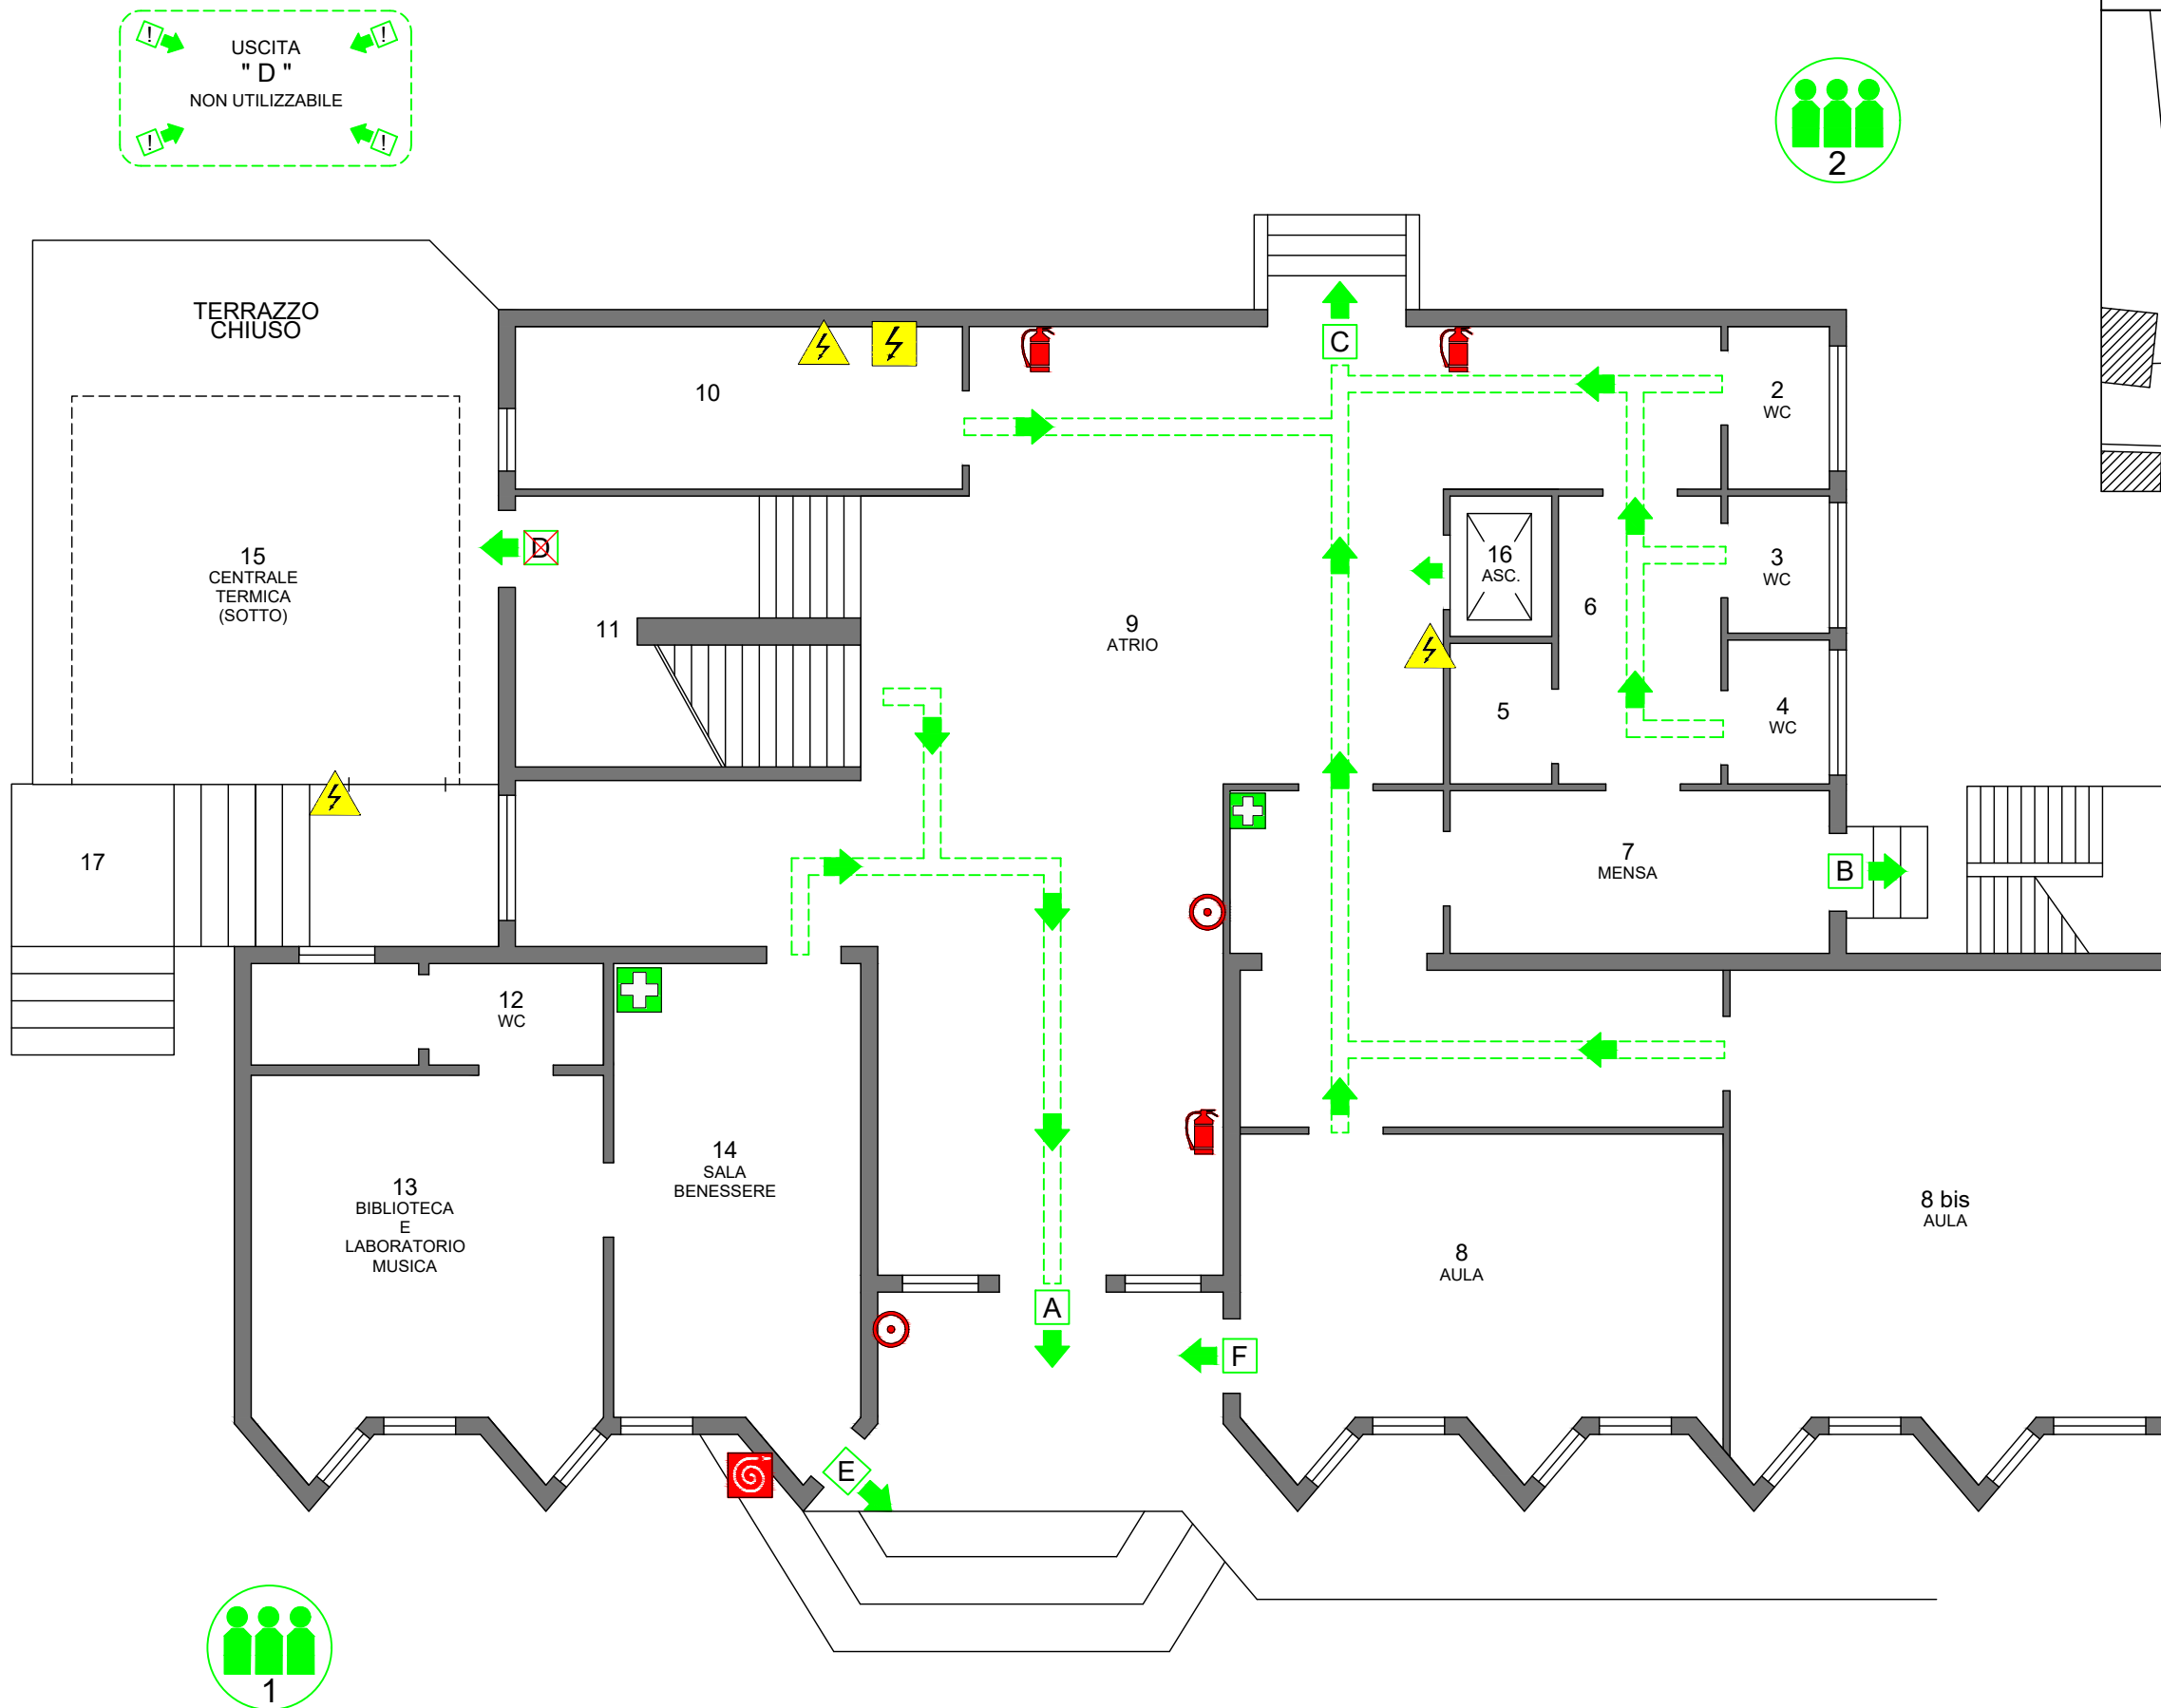 !
!
USCITA
" D "
NON UTILIZZABILE
!
!
2
TERRAZZO
CHIUSO
C
10
2
WC
15
CENTRALE
TERMICA
(SOTTO)
D
16
ASC.
3
WC
11
9
ATRIO
6
5
4
WC
17
7
MENSA
B
12
WC
14
SALA
BENESSERE
13
BIBLIOTECA
E
LABORATORIO
MUSICA
8 bis
AULA
8
AULA
A
F
E
1